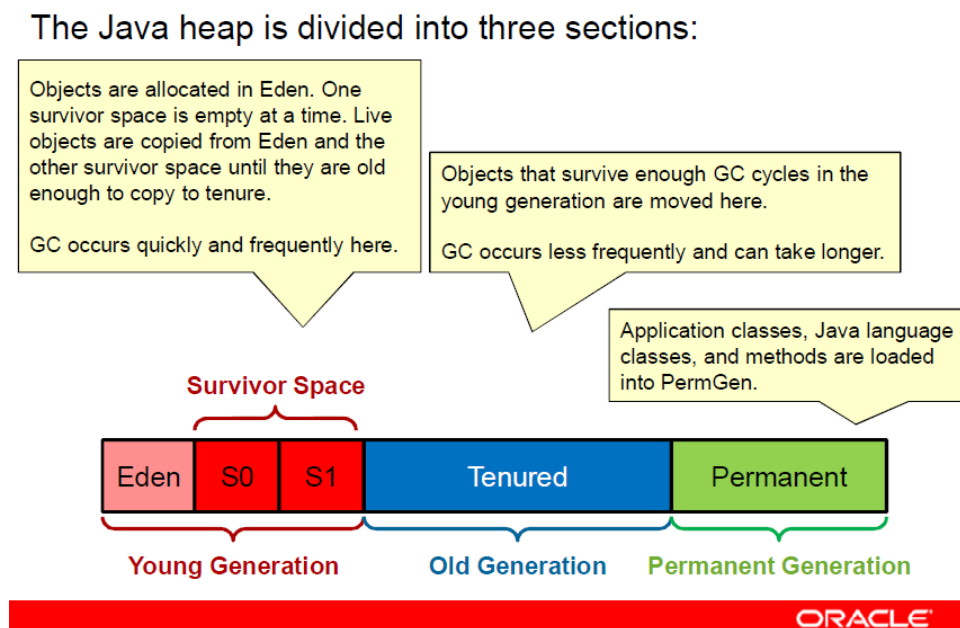 The Java heap is divided into three sections:
Objects are allocated in Eden. One
survivor space is empty at a time. Live
objects are copied from Eden and the
other survivor space until they are old
enough to copy to tenure.
GC occurs quickly and frequently here.
Objects that survive enough GC cycles in the
young generation are moved here.
GC occurs less frequently and can take longer.
Application classes, Java language
classes, and methods are loaded
into PermGen.
Survivor Space
Eden
S0
S1
Tenured
Permanent
Young Generation
Old Generation
Permanent Generation
ORACLE